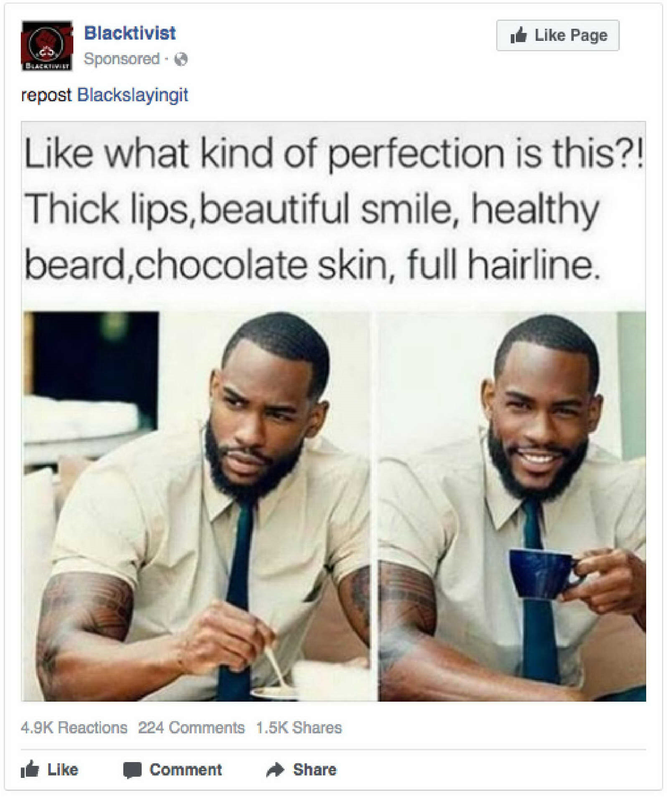 Blacktivist
Sponsored ·
Like Page
BLACKTIVIST
repost Blackslayingit
Like what kind of perfection is this?!
Thick lips,beautiful smile, healthy
beard,chocolate skin, full hairline.
4.9K Reactions 224 Comments 1.5K Shares
Like Comment Share